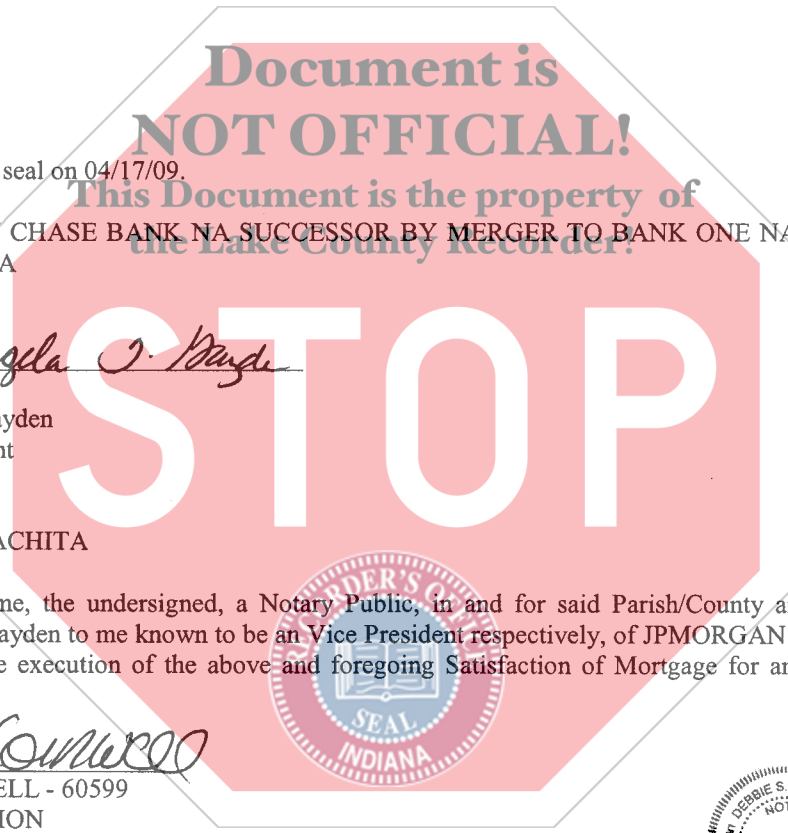 Document is
NOT OFFICIAL!
seal on 04/17/09.
This Document is the property of
CHASE BANK NA SUCCESSOR BY MERGER TO BANK ONE NA
the Lake County Recorder!
A
STOP
ayden
nt
ACHITA
me, the undersigned, a Notary Public, in and for said Parish/County a
ayden to me known to be an Vice President respectively, of JPMORGAN
e execution of the above and foregoing Satisfaction of Mortgage for a
RECORDER'S OFFICE
SEAL
INDIANA
ELL - 60599
ION
DEBBIE S.